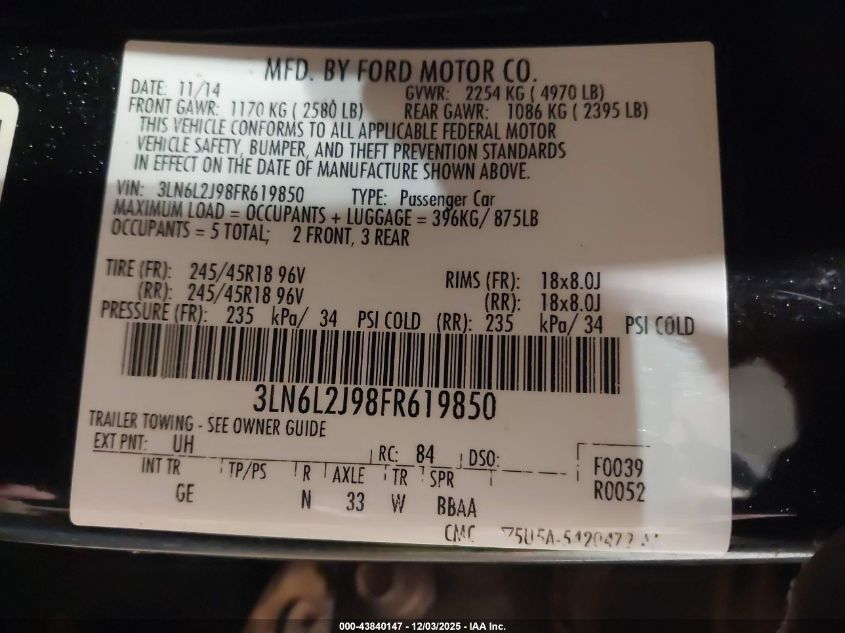 MFD. BY FORD MOTOR CO.
DATE: 11/14 GVWR: 2254 KG ( 4970 LB)
FRONT GAWR: 1170 KG ( 2580 LB) REAR GAWR: 1086 KG ( 2395 LB)
THIS VEHICLE CONFORMS TO ALL APPLICABLE FEDERAL MOTOR
VEHICLE SAFETY, BUMPER, AND THEFT PREVENTION STANDARDS
IN EFFECT ON THE DATE OF MANUFACTURE SHOWN ABOVE.
VIN: 3LN6L2J98FR619850 TYPE: Passenger Car
MAXIMUM LOAD = OCCUPANTS + LUGGAGE = 396KG/ 875LB
OCCUPANTS = 5 TOTAL; 2 FRONT, 3 REAR
TIRE (FR): 245/45R18 96V RIMS (FR): 18x8.0J
(RR): 245/45R18 96V (RR): 18x8.0J
PRESSURE (FR): 235 kPa/ 34 PSI COLD (RR): 235 kPa/ 34 PSI COLD
3LN6L2J98FR619850
TRAILER TOWING - SEE OWNER GUIDE
EXT PNT: UH RC: 84 DSO: F0039
INT TR TP/PS R AXLE TR SPR R0052
GE N 33 W BBAA
CMC
000-43840147 - 12/03/2025 - IAA Inc.